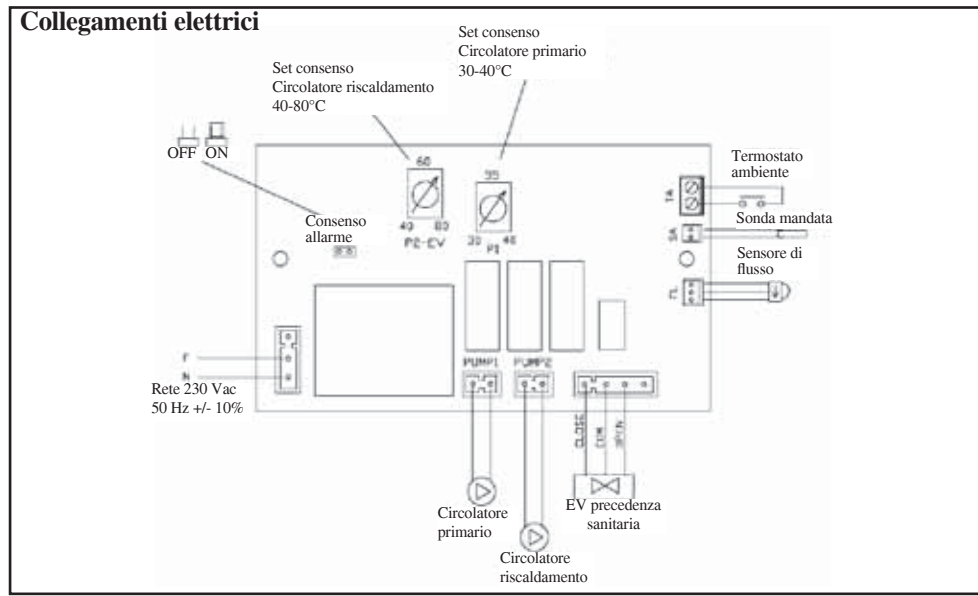 Collegamenti elettrici
Set consenso
Circolatore primario
30-40°C
Set consenso
Circolatore riscaldamento
40-80°C
OFF ON
Consenso
allarme
60
40 80
P2-EV
35
30 40
P1
Termostato
ambiente
TA
Sonda mandata
SA
Sensore di
flusso
FL
F
N
Rete 230 Vac
50 Hz +/- 10%
PUMP1 PUMP2
CLOSE
COM
OPEN
Circolatore
primario
EV precedenza
sanitaria
Circolatore
riscaldamento